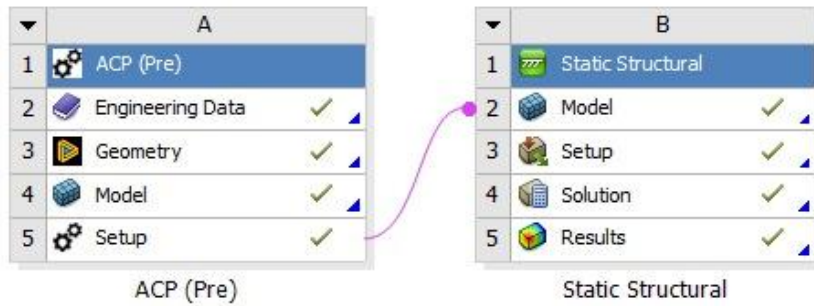 A
1 ACP (Pre)
2 Engineering Data
3 Geometry
4 Model
5 Setup
ACP (Pre)
B
1 Static Structural
2 Model
3 Setup
4 Solution
5 Results
Static Structural